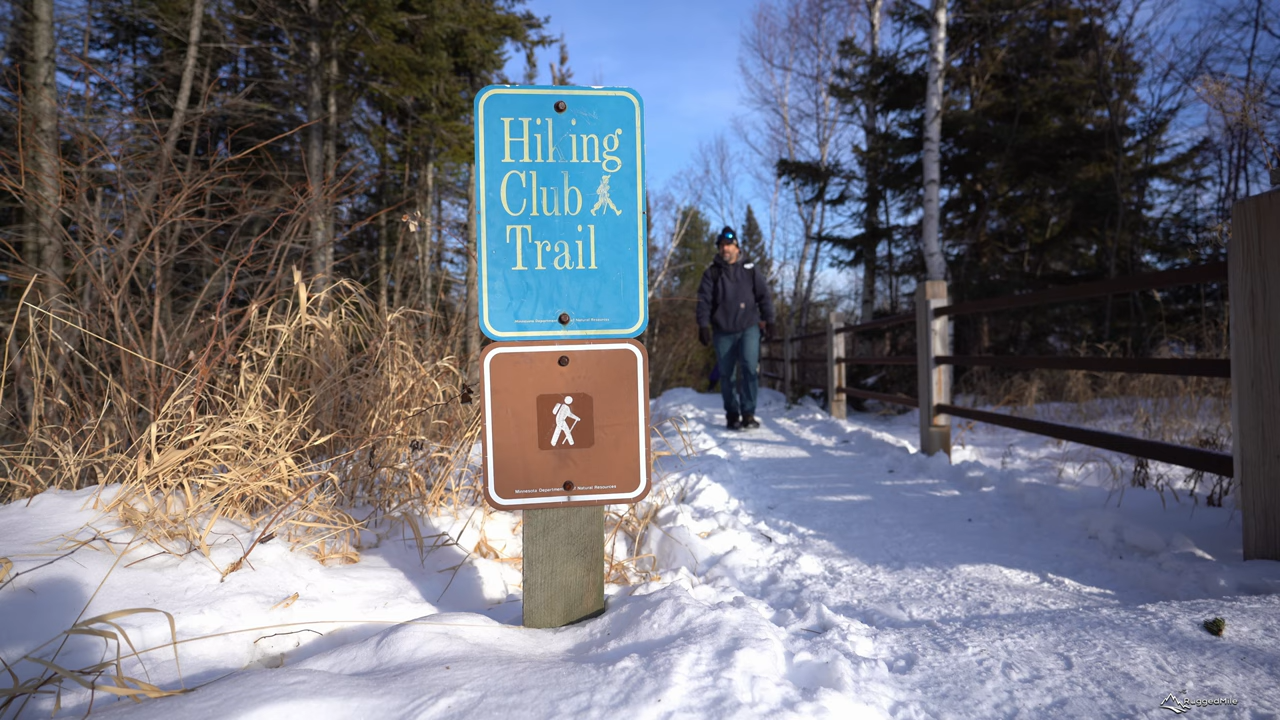 Hiking
Club
Trail
Minnesota Department of Natural Resources
Minnesota Department of Natural Resources
RuggedMile